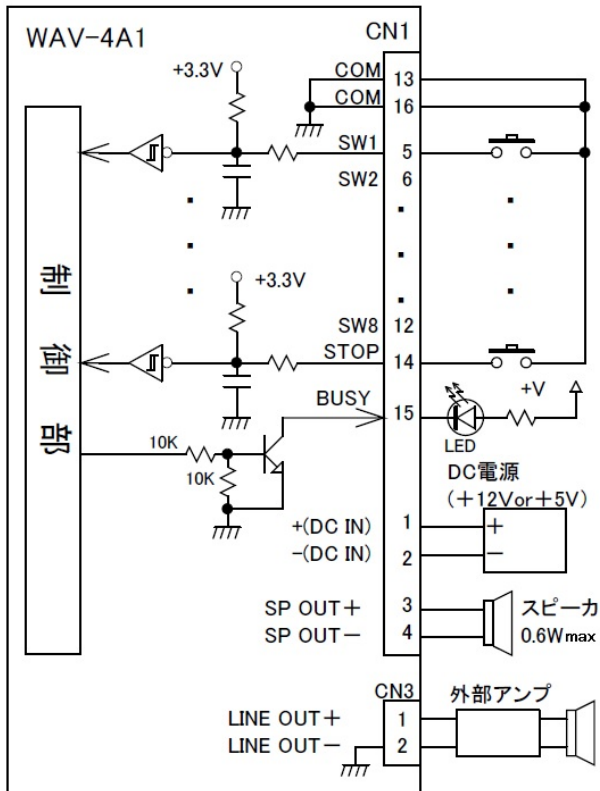 WAV-4A1
CN1
+3.3V
COM 13
COM 16
SW1 5
SW2 6
+3.3V
制御部
SW8 12
STOP 14
BUSY 15
+V
LED
10K
10K
DC電源
(+12Vor+5V)
+(DC IN) 1 +
-(DC IN) 2 -
SP OUT+ 3
SP OUT- 4
スピーカ
0.6Wmax
CN3
外部アンプ
LINE OUT+ 1
LINE OUT- 2